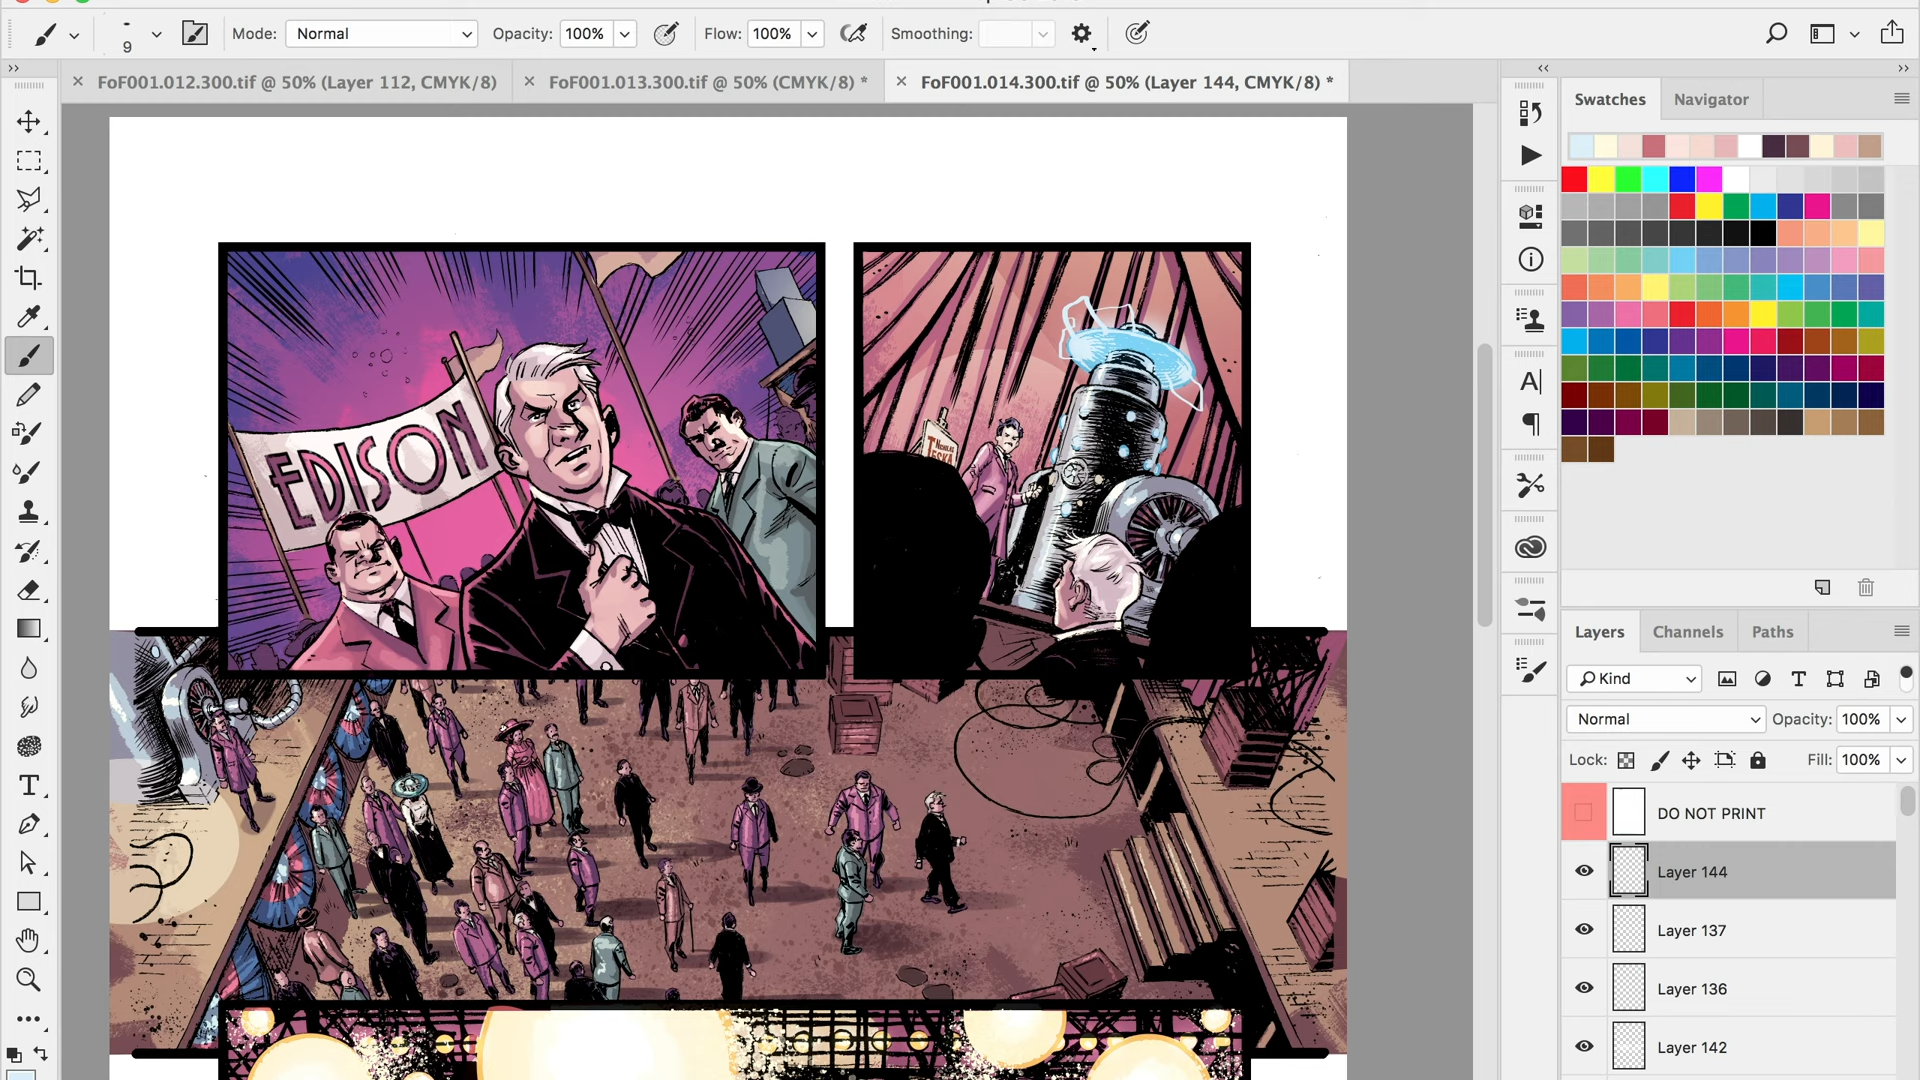 9
Mode:
Normal
Opacity:
100%
Flow:
100%
Smoothing:
FoF001.012.300.tif @ 50% (Layer 112, CMYK/8)
FoF001.013.300.tif @ 50% (CMYK/8) *
FoF001.014.300.tif @ 50% (Layer 144, CMYK/8) *
Swatches
Navigator
EDISON
NICHOLAS
TESKA
Layers
Channels
Paths
Kind
Normal
Opacity:
100%
Lock:
Fill:
100%
DO NOT PRINT
Layer 144
Layer 137
Layer 136
Layer 142